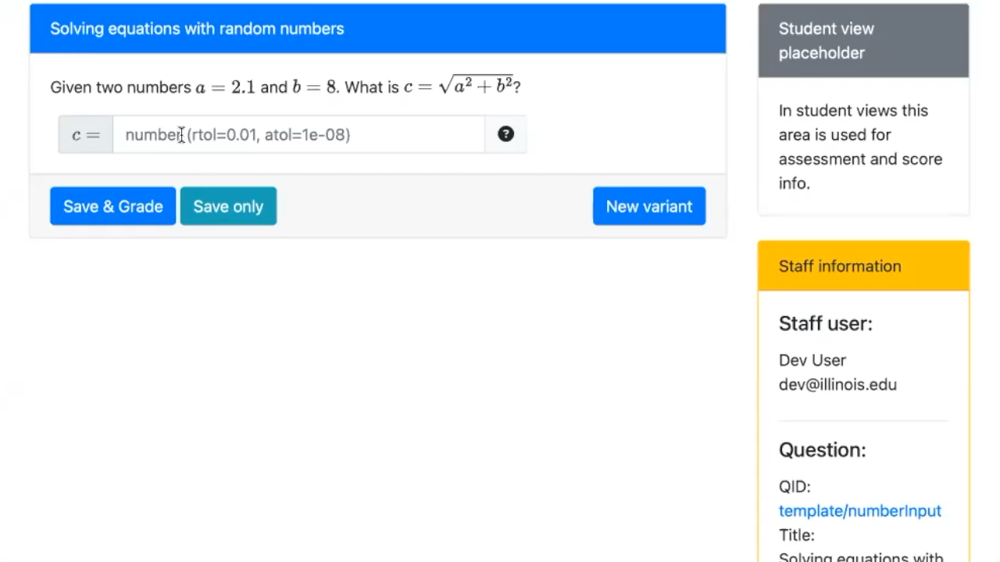 Solving equations with random numbers
Given two numbers a = 2.1 and b = 8. What is c = √(a² + b²)?
c = number (rtol=0.01, atol=1e-08) ?
Save & Grade Save only New variant
Student view
placeholder
In student views this
area is used for
assessment and score
info.
Staff information
Staff user:
Dev User
dev@illinois.edu
Question:
QID:
template/numberInput
Title:
Solving equations with